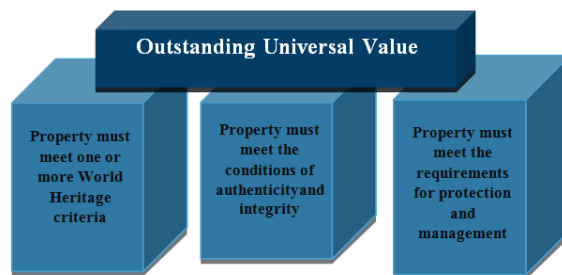 Outstanding Universal Value
Property must
meet one or
more World
Heritage
criteria
Property must
meet the
conditions of
authenticityand
integrity
Property must
meet the
requirements
for protection
and
management